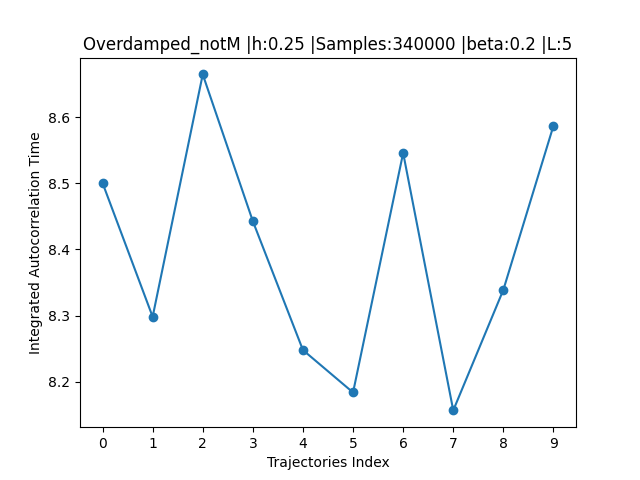 Overdamped_notM |h:0.25 |Samples:340000 |beta:0.2 |L:5
Integrated Autocorrelation Time
8.6
8.5
8.4
8.3
8.2
0 1 2 3 4 5 6 7 8 9
Trajectories Index